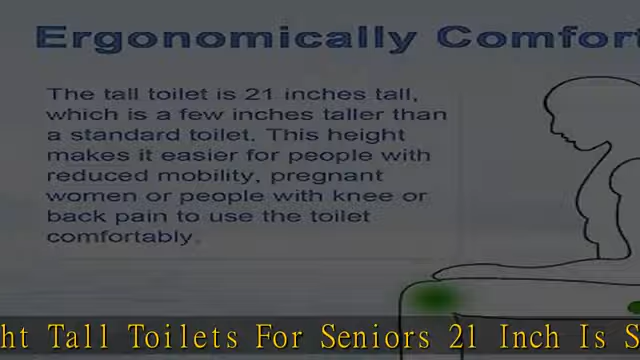 Ergonomically Comfort
The tall toilet is 21 inches tall,
which is a few inches taller than
a standard toilet. This height
makes it easier for people with
reduced mobility, pregnant
women or people with knee or
back pain to use the toilet
comfortably.
ht Tall Toilets For Seniors 21 Inch Is S